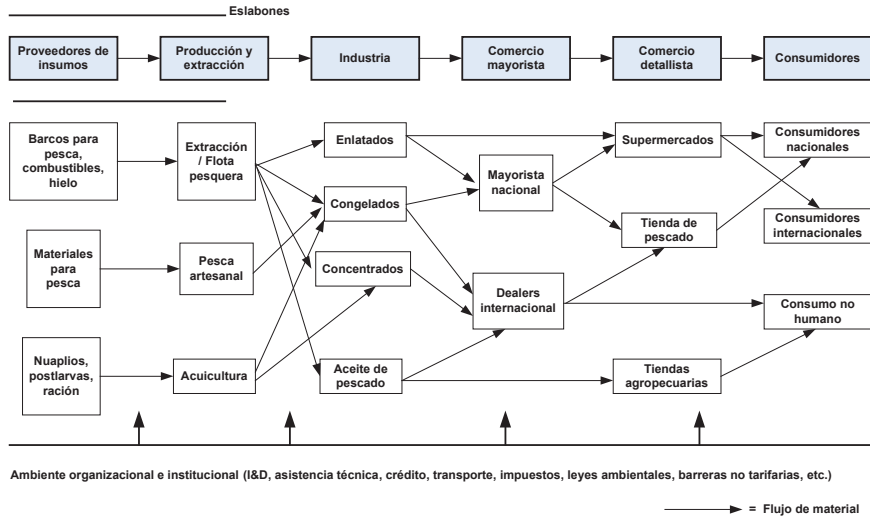 Eslabones
Proveedores de
insumos
Producción y
extracción
Industria
Comercio
mayorista
Comercio
detallista
Consumidores
Barcos para
pesca,
combustibles,
hielo
Extracción
/ Flota
pesquera
Enlatados
Supermercados
Consumidores
nacionales
Mayorista
nacional
Congelados
Tienda de
pescado
Consumidores
internacionales
Materiales
para
pesca
Pesca
artesanal
Concentrados
Dealers
internacional
Consumo no
humano
Nuaplios,
postlarvas,
ración
Acuicultura
Aceite de
pescado
Tiendas
agropecuarias
Ambiente organizacional e institucional (I&D, asistencia técnica, crédito, transporte, impuestos, leyes ambientales, barreras no tarifarias, etc.)
= Flujo de material